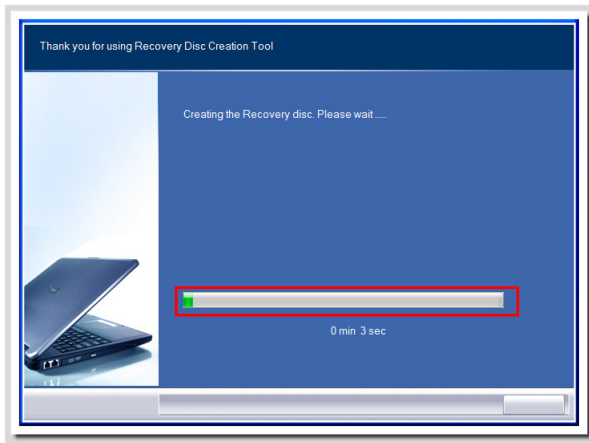 Thank you for using Recovery Disc Creation Tool
Creating the Recovery disc. Please wait .....
0 min 3 sec